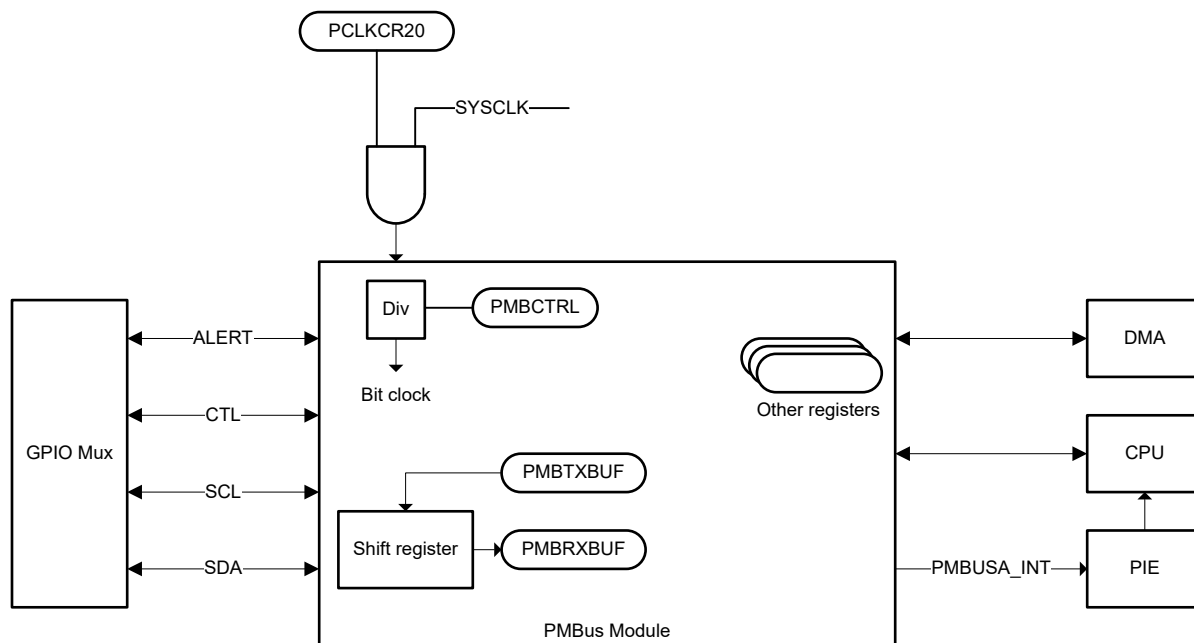 PCLKCR20
SYSCLK
Div
PMBCTRL
ALERT
DMA
Bit clock
Other registers
CTL
GPIO Mux
CPU
PMBTXBUF
SCL
Shift register
PMBRXBUF
SDA
PMBUSA_INT
PIE
PMBus Module